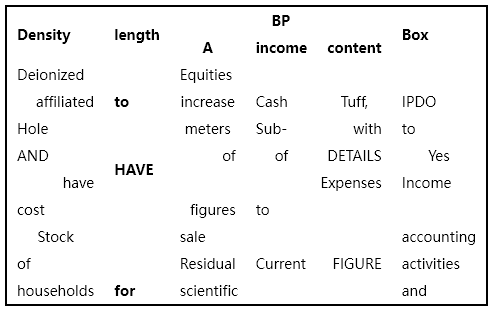 BP
Density length Box
A income content
Deionized Equities
affiliated to increase Cash Tuff, IPDO
Hole meters Sub- with to
AND of of DETAILS Yes
HAVE
have Expenses Income
cost figures to
Stock sale accounting
of Residual Current FIGURE activities
households for scientific and